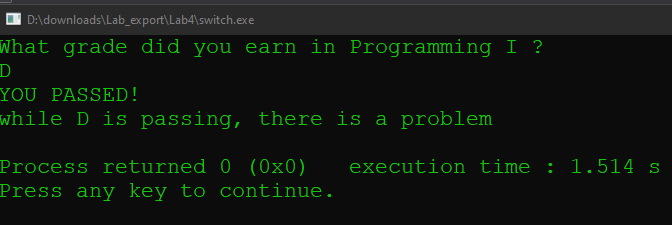 D:\downloads\Lab_export\Lab4\switch.exe
What grade did you earn in Programming I ?
D
YOU PASSED!
while D is passing, there is a problem
Process returned 0 (0x0)   execution time : 1.514 s
Press any key to continue.